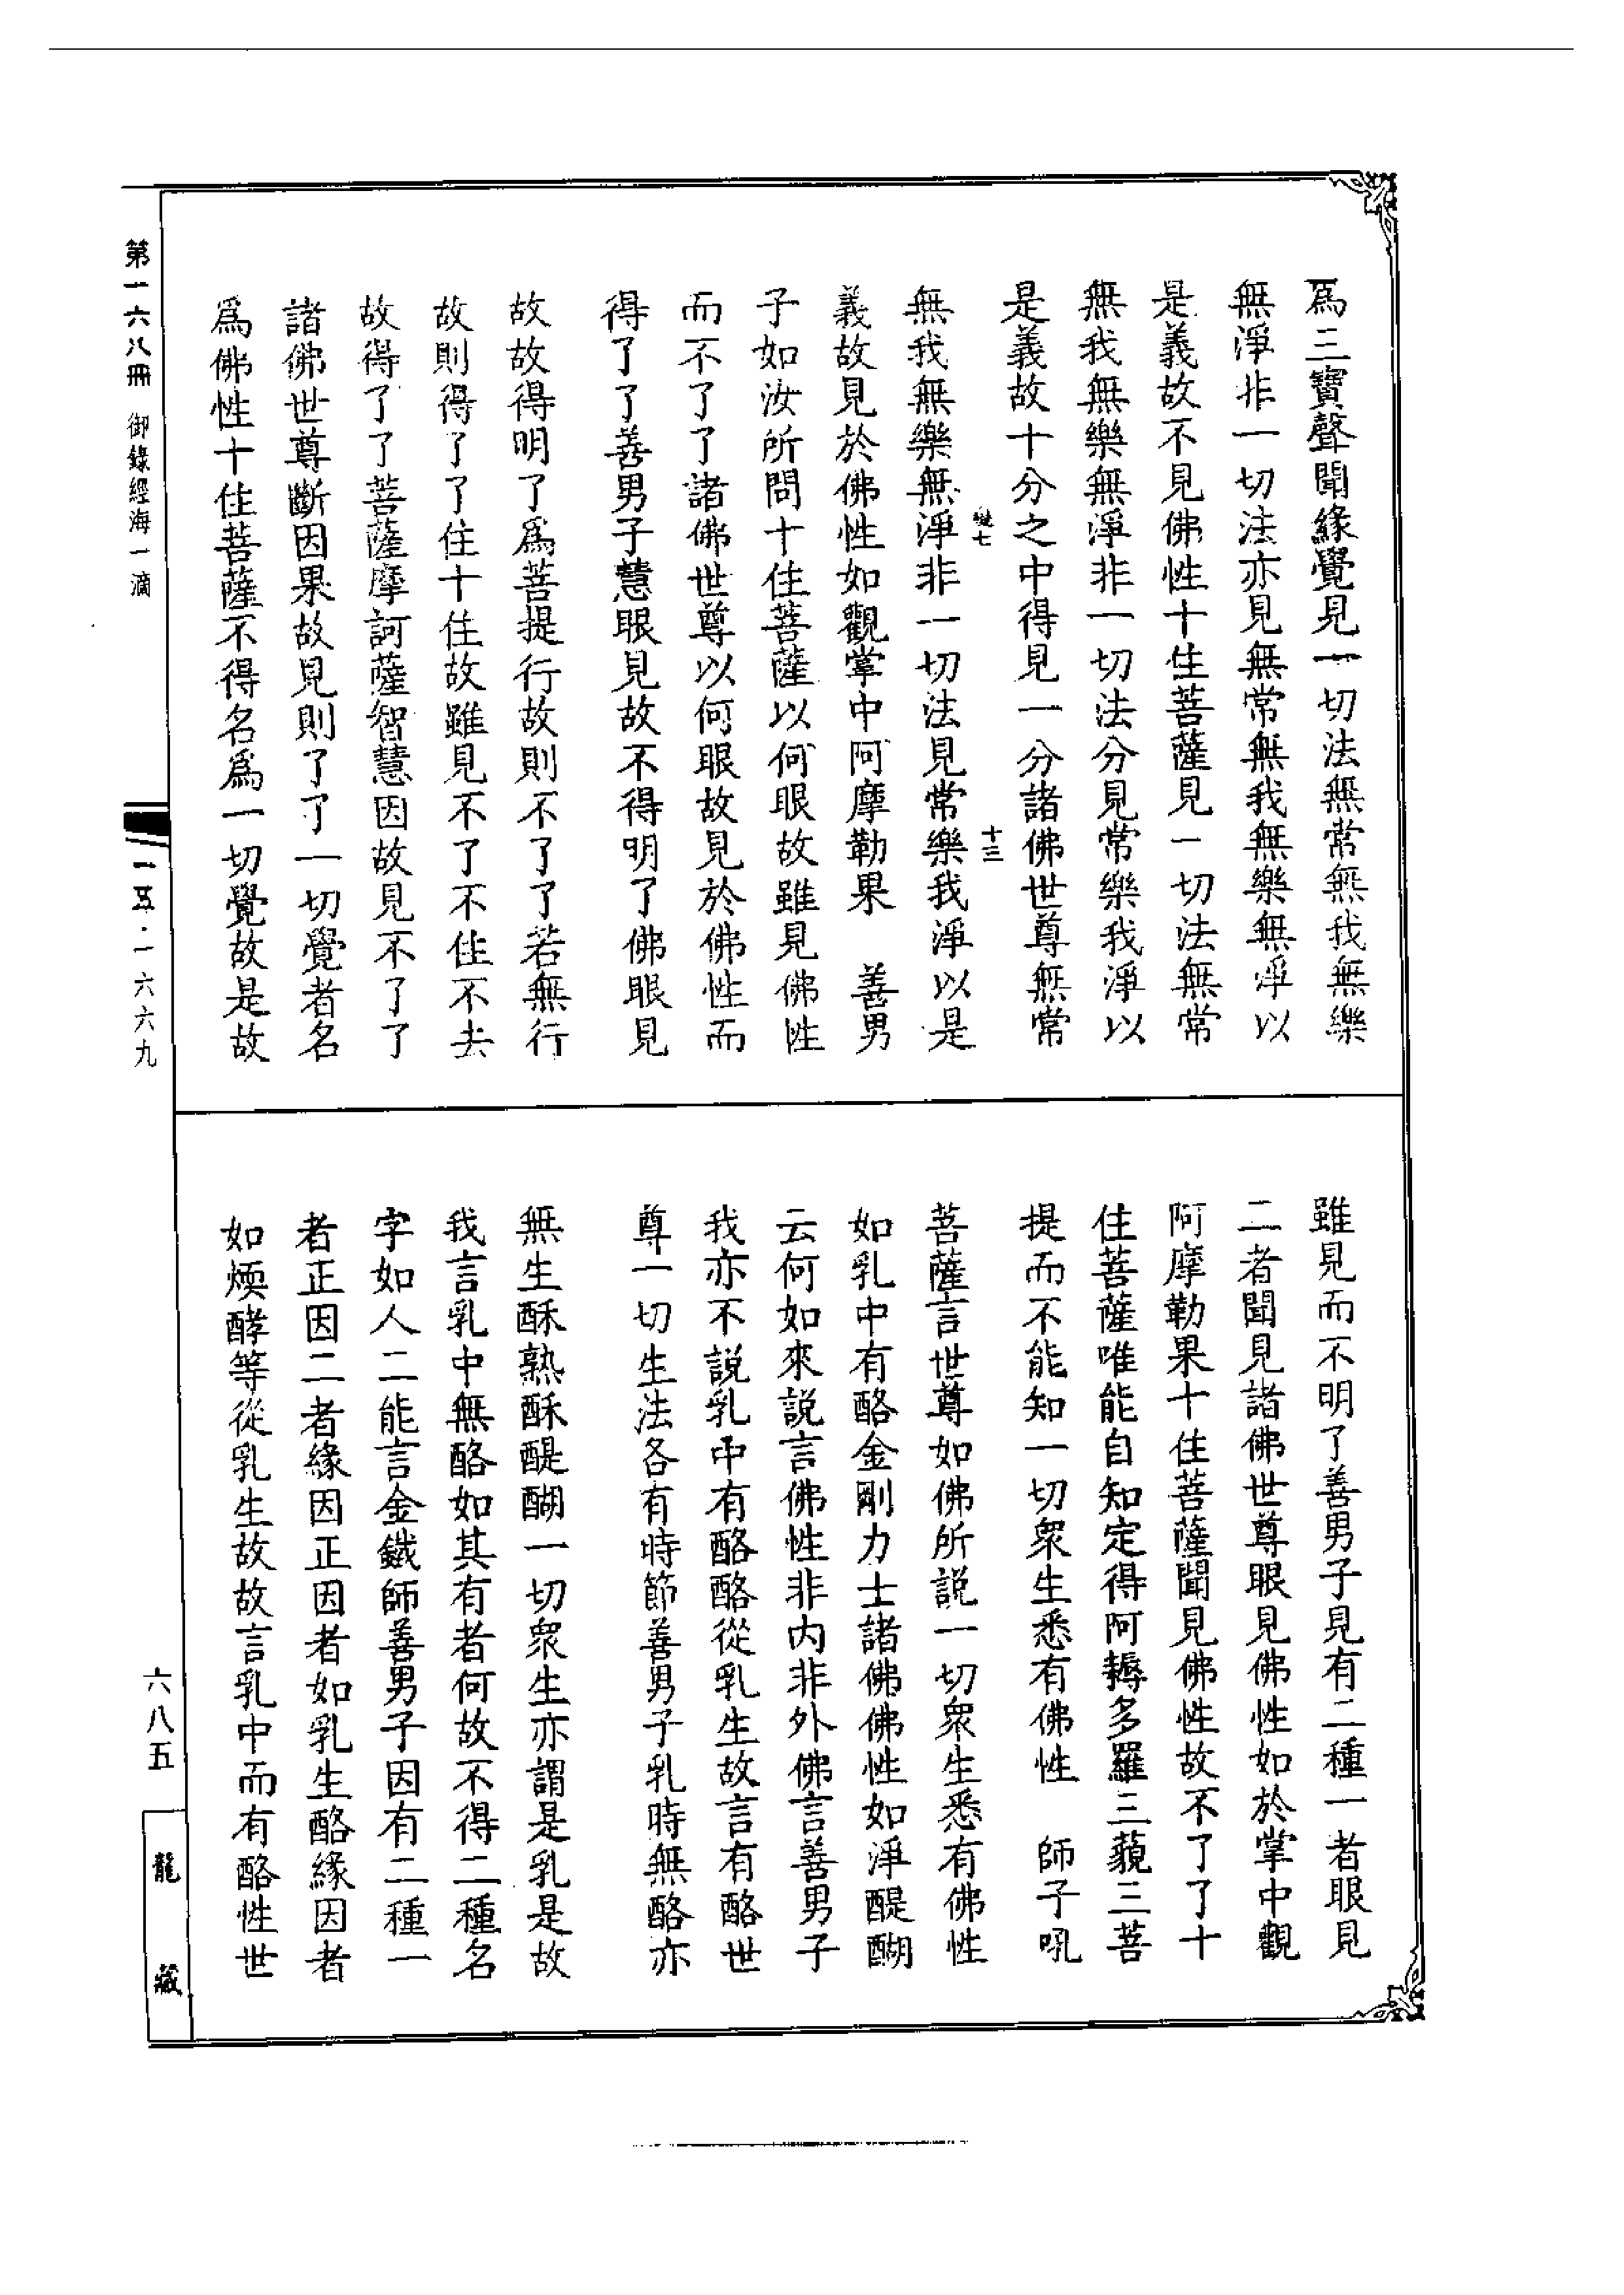 為三寶聲聞緣覺見一切法無常無我無樂
無淨非一切法亦見無常無我無樂無淨以
是義故不見佛性十住菩薩見一切法無常
無我無樂無淨非一切法分見常樂我淨以
是義故十分之中得見一分諸佛世尊無常
十三
無我無樂無淨非一切法見常樂我淨以是
義故見於佛性如觀掌中阿摩勒果　善男
子如汝所問十住菩薩以何眼故雖見佛性
而不了了諸佛世尊以何眼故見於佛性而
得了了善男子慧眼見故不得明了佛眼見
故故得明了為菩提行故則不了了若無行
故則得了了住十住故雖見不了不住不去
故得了了菩薩摩訶薩智慧因故見不了了
諸佛世尊斷因果故見則了了一切覺者名
為佛性十住菩薩不得名為一切覺故是故
雖見而不明了善男子見有二種一者眼見
二者聞見諸佛世尊眼見佛性如於掌中觀
阿摩勒果十住菩薩聞見佛性故不了了十
住菩薩唯能自知定得阿耨多羅三藐三菩
提而不能知一切眾生悉有佛性　師子吼
菩薩言世尊如佛所說一切眾生悉有佛性
如乳中有酪金剛力士諸佛佛性如淨醍醐
云何如來說言佛性非內非外佛言善男子
我亦不說乳中有酪酪從乳生故言有酪世
尊一切生法各有時節善男子乳時無酪亦
無生酥熟酥醍醐一切眾生亦謂是乳是故
我言乳中無酪如其有者何故不得二種名
字如人二能言金鐵師善男子因有二種一
者正因二者緣因正因者如乳生酪緣因者
如煗酵等從乳生故故言乳中而有酪性世
第一六八冊　御錄經海一滴
一五·一六六九
六八五
龍藏